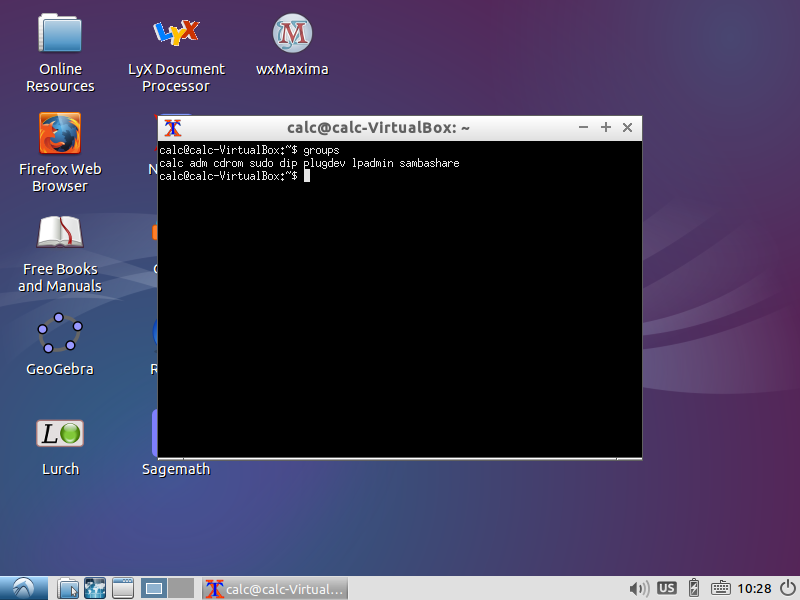 Online
Resources
LyX
LyX Document
Processor
M
wxMaxima
Firefox Web
Browser
N
calc@calc-VirtualBox: ~
calc@calc-VirtualBox:~$ groups
calc adm cdrom sudo dip plugdev lpadmin sambashare
calc@calc-VirtualBox:~$
Free Books
and Manuals
GeoGebra
R
L
Lurch
Sagemath
calc@calc-Virtual...
US
10:28